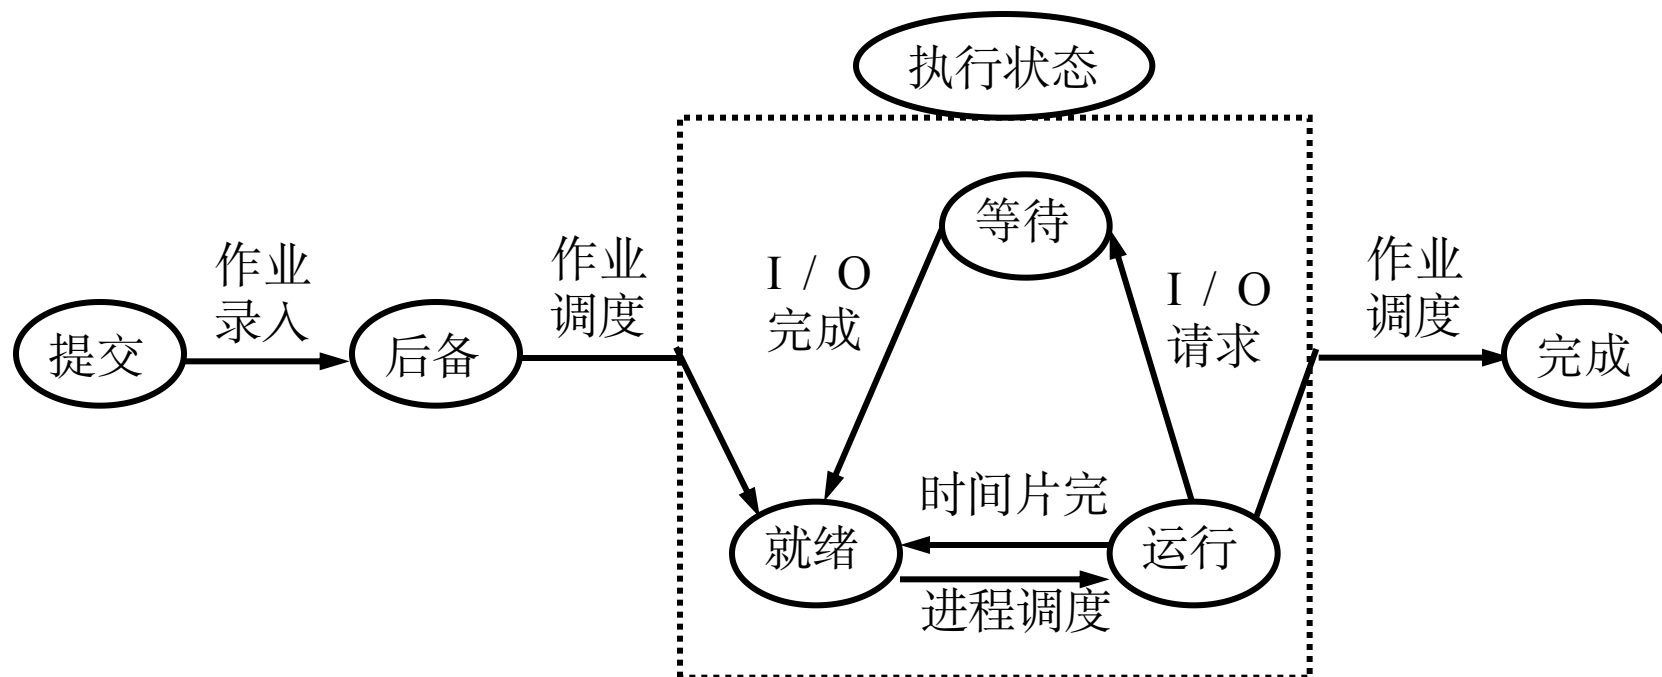 执行状态
等待
作业
录入
作业
调度
I / O
完成
I / O
请求
作业
调度
提交
后备
完成
时间片完
就绪
运行
进程调度